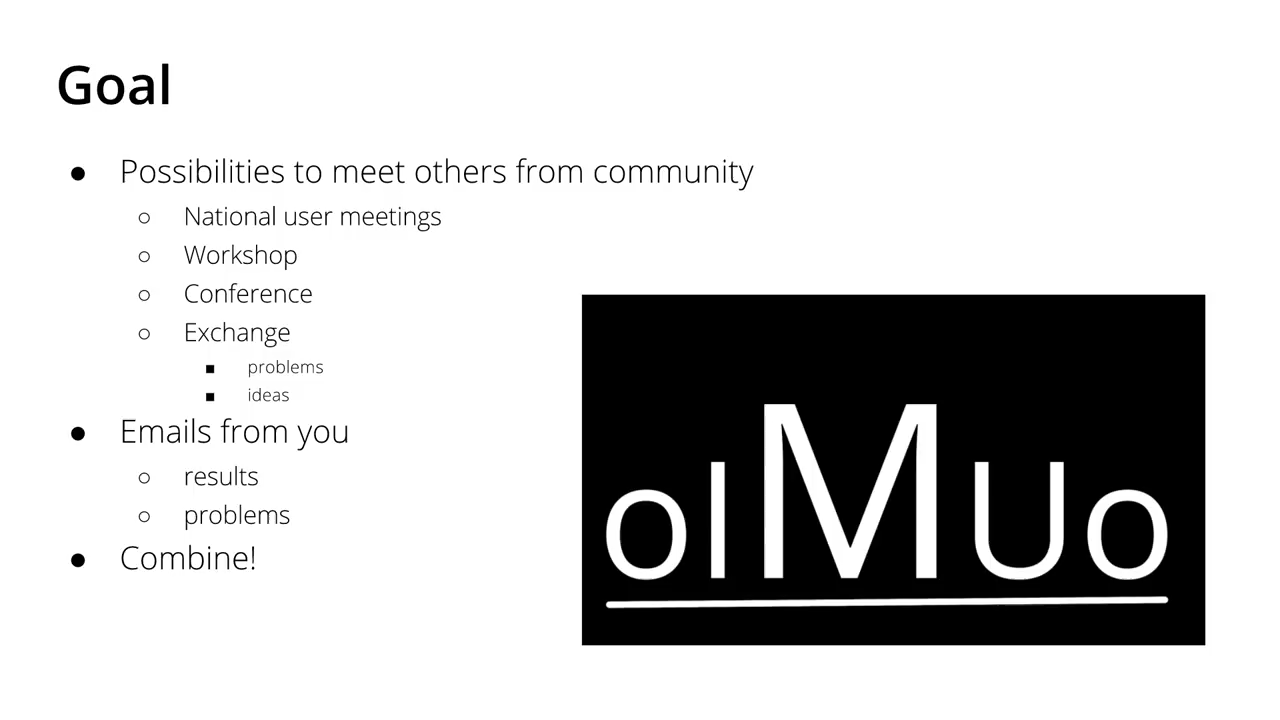 Goal
● Possibilities to meet others from community
○ National user meetings
○ Workshop
○ Conference
○ Exchange
■ problems
■ ideas
● Emails from you
○ results
○ problems
● Combine!
oIMUo